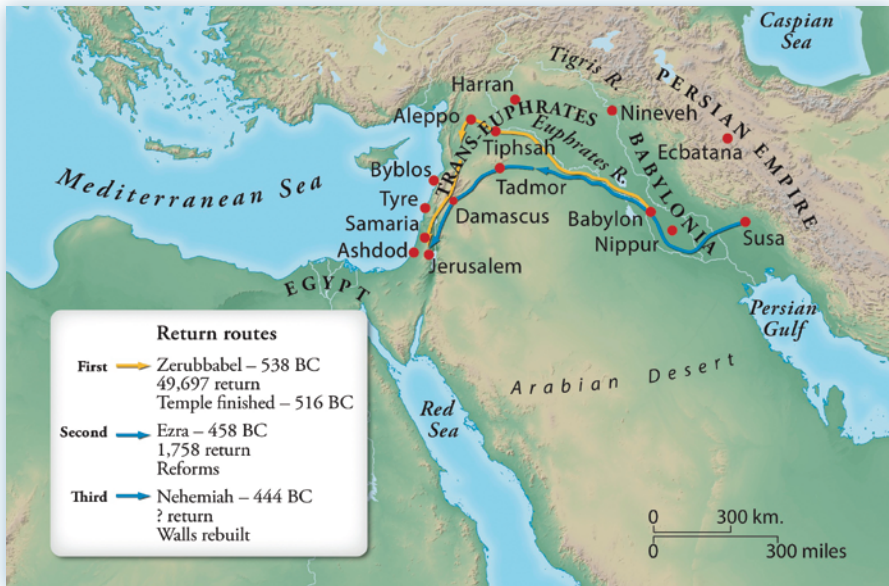 Caspian
Sea
Tigris R.
PERSIAN EMPIRE
Harran
Aleppo
TRANS-EUPHRATES
Nineveh
Tiphsah
Euphrates R.
Ecbatana
BABYLONIA
Byblos
Mediterranean Sea
Tadmor
Tyre
Samaria
Damascus
Babylon
Nippur
Susa
Ashdod
Jerusalem
EGYPT
Persian
Gulf
Arabian Desert
Red
Sea
Return routes
First Zerubbabel – 538 BC
49,697 return
Temple finished – 516 BC
Second Ezra – 458 BC
1,758 return
Reforms
Third Nehemiah – 444 BC
? return
Walls rebuilt
0 300 km.
0 300 miles